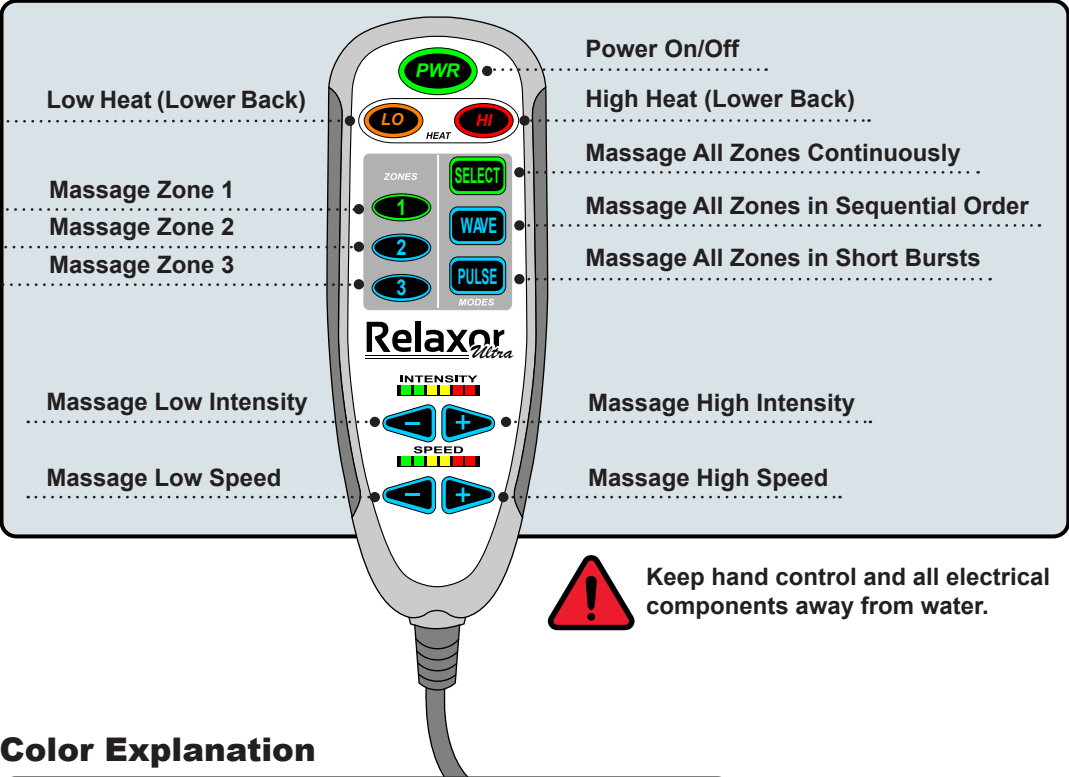 Power On/Off
PWR
Low Heat (Lower Back)
High Heat (Lower Back)
LO
HI
HEAT
Massage All Zones Continuously
ZONES
SELECT
Massage Zone 1
1
Massage All Zones in Sequential Order
WAVE
Massage Zone 2
2
Massage All Zones in Short Bursts
Massage Zone 3
3
PULSE
MODES
Relaxor
Ultra
INTENSITY
Massage Low Intensity
- +
Massage High Intensity
SPEED
Massage Low Speed
- +
Massage High Speed
!
Keep hand control and all electrical
components away from water.
Color Explanation